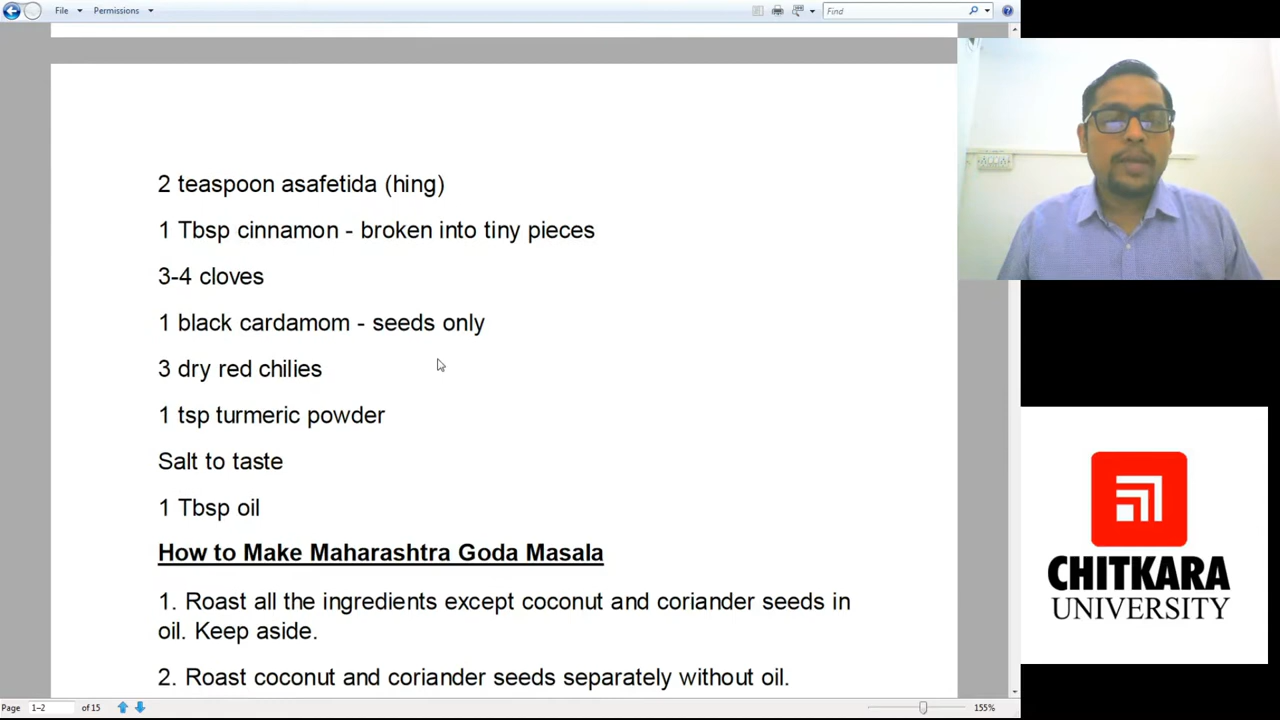 File Permissions Find
2 teaspoon asafetida (hing)
1 Tbsp cinnamon - broken into tiny pieces
3-4 cloves
1 black cardamom - seeds only
3 dry red chilies
1 tsp turmeric powder
Salt to taste
1 Tbsp oil
How to Make Maharashtra Goda Masala
1. Roast all the ingredients except coconut and coriander seeds in
oil. Keep aside.
2. Roast coconut and coriander seeds separately without oil.
CHITKARA
UNIVERSITY
Page 1–2 of 15 155%